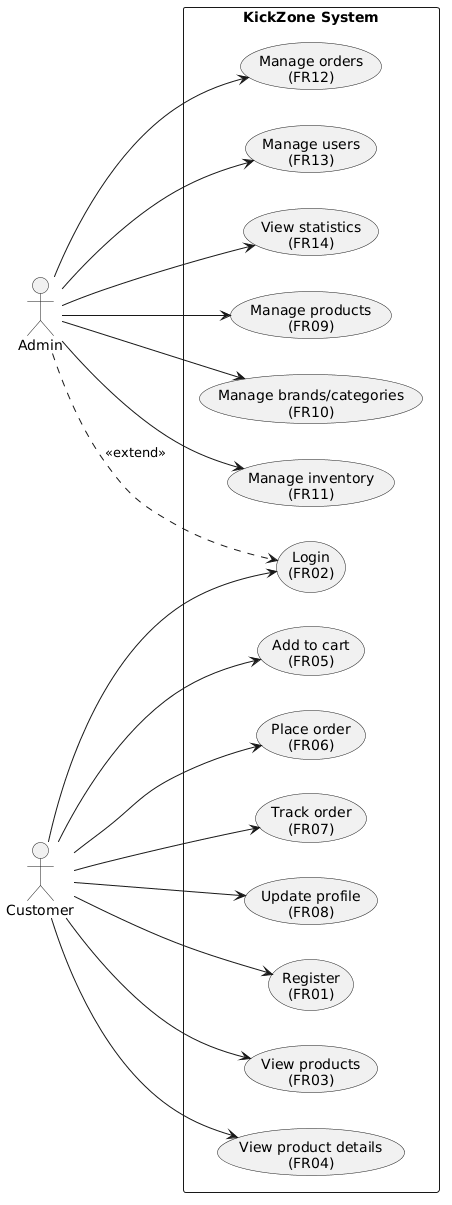 KickZone System
Manage orders
(FR12)
Manage users
(FR13)
View statistics
(FR14)
Manage products
(FR09)
Admin
Manage brands/categories
(FR10)
«extend»
Manage inventory
(FR11)
Login
(FR02)
Add to cart
(FR05)
Place order
(FR06)
Track order
(FR07)
Customer
Update profile
(FR08)
Register
(FR01)
View products
(FR03)
View product details
(FR04)